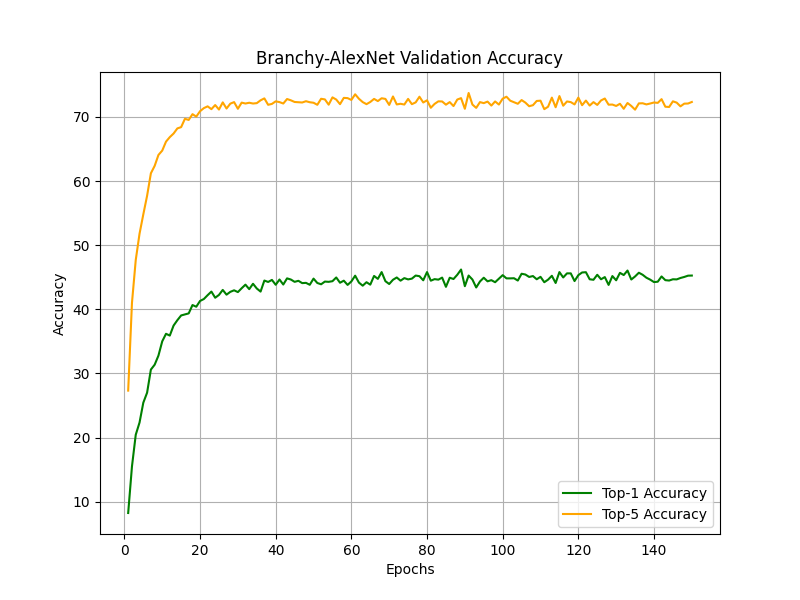 Branchy-AlexNet Validation Accuracy
70
60
50
40
30
20
10
Accuracy
0 20 40 60 80 100 120 140
Epochs
Top-1 Accuracy
Top-5 Accuracy